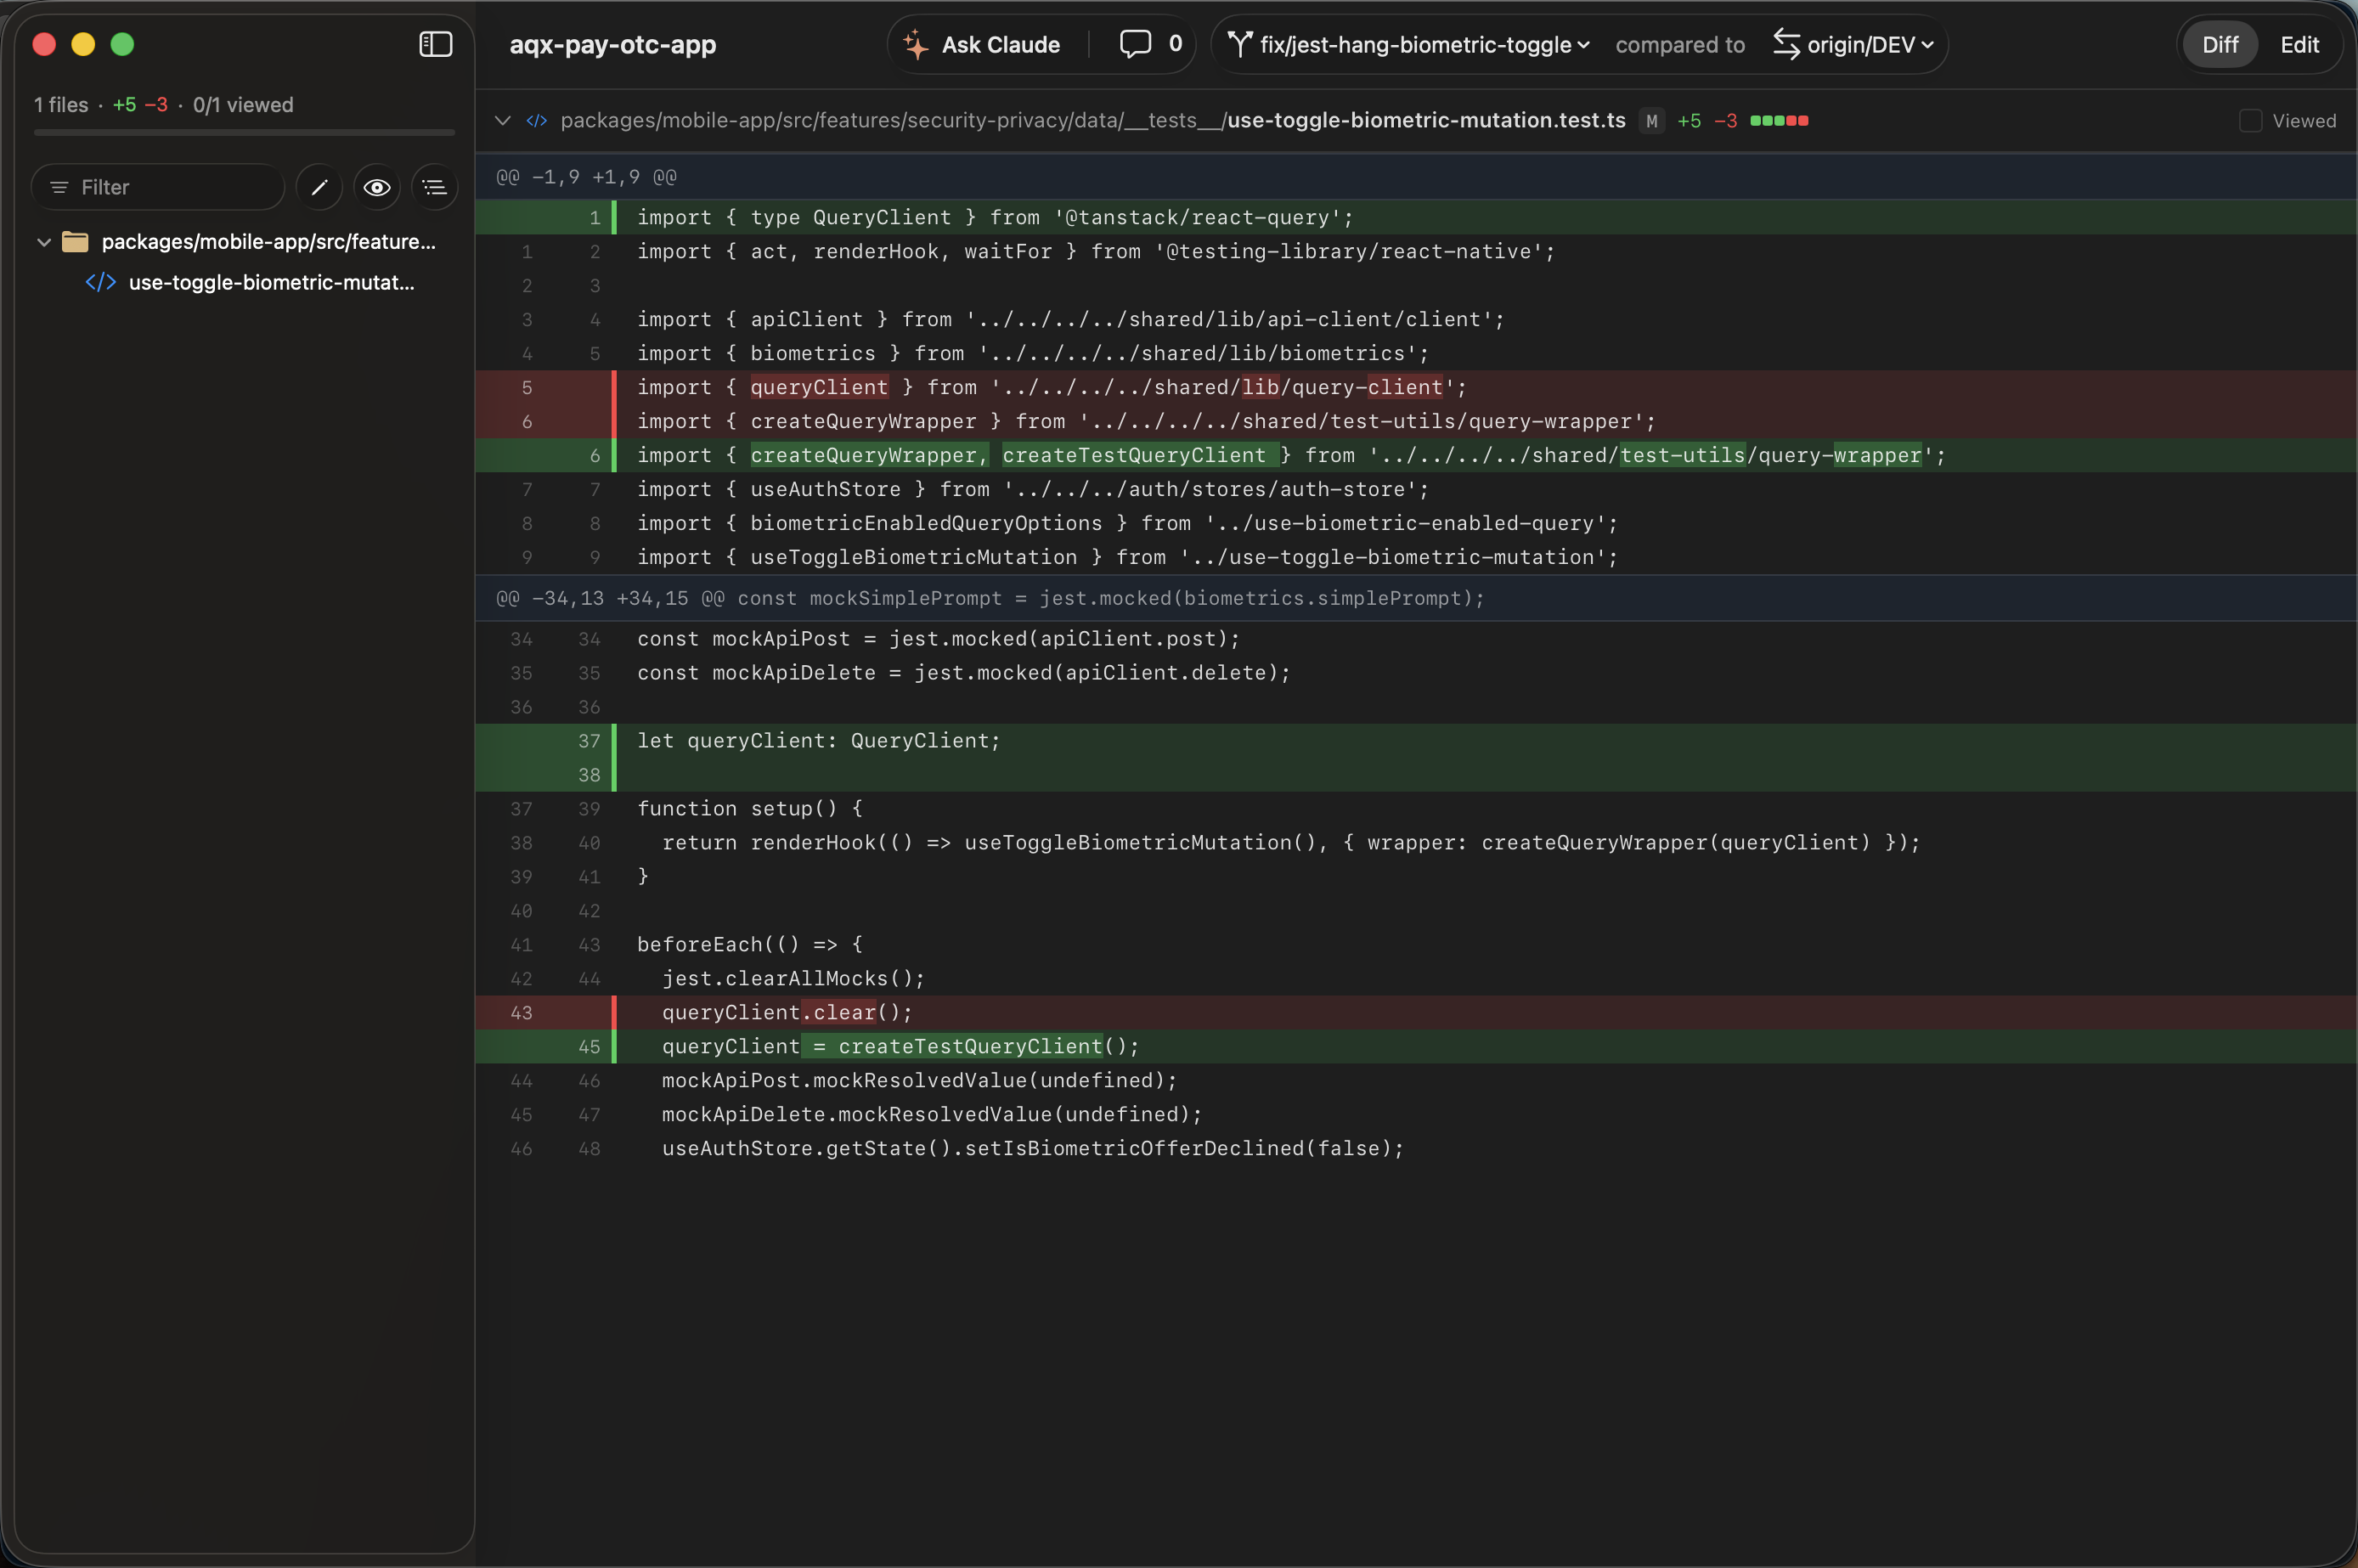 aqx-pay-otc-app
Ask Claude
0
fix/jest-hang-biometric-toggle
compared to
origin/DEV
Diff
Edit
1 files · +5 −3 · 0/1 viewed
Filter
packages/mobile-app/src/feature...
</> use-toggle-biometric-mutat...
</> packages/mobile-app/src/features/security-privacy/data/__tests__/use-toggle-biometric-mutation.test.ts M +5 −3
Viewed
@@ −1,9 +1,9 @@
1 import { type QueryClient } from '@tanstack/react-query';
1 2 import { act, renderHook, waitFor } from '@testing-library/react-native';
2 3
3 4 import { apiClient } from '../../../../shared/lib/api-client/client';
4 5 import { biometrics } from '../../../../shared/lib/biometrics';
5 import { queryClient } from '../../../../shared/lib/query-client';
6 import { createQueryWrapper } from '../../../../shared/test-utils/query-wrapper';
6 import { createQueryWrapper, createTestQueryClient } from '../../../../shared/test-utils/query-wrapper';
7 7 import { useAuthStore } from '../../../auth/stores/auth-store';
8 8 import { biometricEnabledQueryOptions } from '../use-biometric-enabled-query';
9 9 import { useToggleBiometricMutation } from '../use-toggle-biometric-mutation';
@@ −34,13 +34,15 @@ const mockSimplePrompt = jest.mocked(biometrics.simplePrompt);
34 34 const mockApiPost = jest.mocked(apiClient.post);
35 35 const mockApiDelete = jest.mocked(apiClient.delete);
36 36
37 let queryClient: QueryClient;
38
37 39 function setup() {
38 40 return renderHook(() => useToggleBiometricMutation(), { wrapper: createQueryWrapper(queryClient) });
39 41 }
40 42
41 43 beforeEach(() => {
42 44 jest.clearAllMocks();
43 queryClient.clear();
45 queryClient = createTestQueryClient();
44 46 mockApiPost.mockResolvedValue(undefined);
45 47 mockApiDelete.mockResolvedValue(undefined);
46 48 useAuthStore.getState().setIsBiometricOfferDeclined(false);